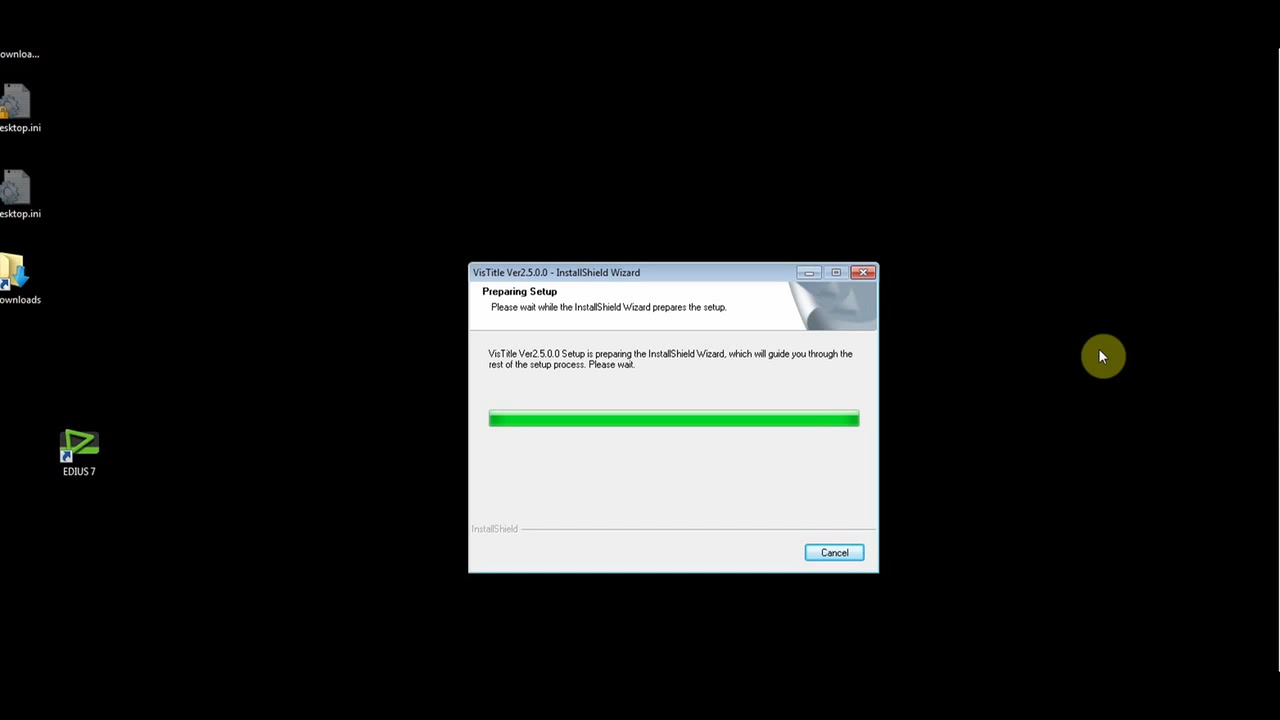 ownloa...
esktop.ini
esktop.ini
ownloads
EDIUS 7
VisTitle Ver2.5.0.0 - InstallShield Wizard
Preparing Setup
Please wait while the InstallShield Wizard prepares the setup.
VisTitle Ver2.5.0.0 Setup is preparing the InstallShield Wizard, which will guide you through the
rest of the setup process. Please wait.
InstallShield
Cancel